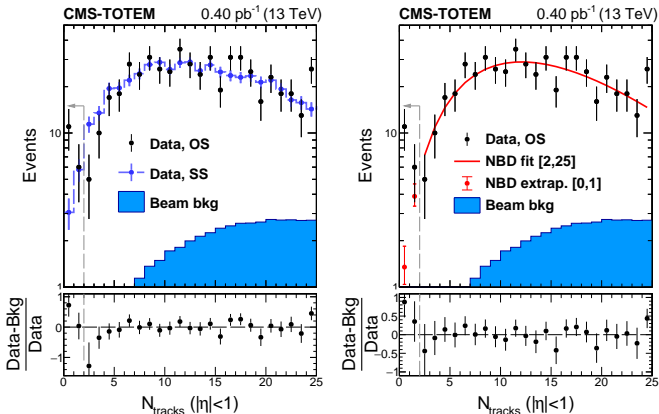 CMS-TOTEM 0.40 pb⁻¹ (13 TeV)
Events
10
1
Data, OS
Data, SS
Beam bkg
Data-Bkg
Data
1
0
−1
0 5 10 15 20 25
N_tracks (|η|<1)
CMS-TOTEM 0.40 pb⁻¹ (13 TeV)
Events
10
1
Data, OS
NBD fit [2,25]
NBD extrap. [0,1]
Beam bkg
Data-Bkg
Data
1
0.5
0
−0.5
−1
0 5 10 15 20 25
N_tracks (|η|<1)